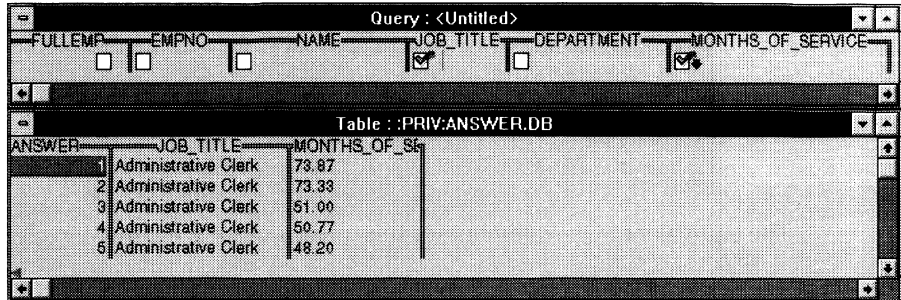 Query : <Untitled>
FULLEMP EMPNO NAME JOB_TITLE DEPARTMENT MONTHS_OF_SERVICE
Table : :PRIV:ANSWER.DB
ANSWER JOB_TITLE MONTHS_OF_SE
1 Administrative Clerk 73.87
2 Administrative Clerk 73.33
3 Administrative Clerk 51.00
4 Administrative Clerk 50.77
5 Administrative Clerk 48.20